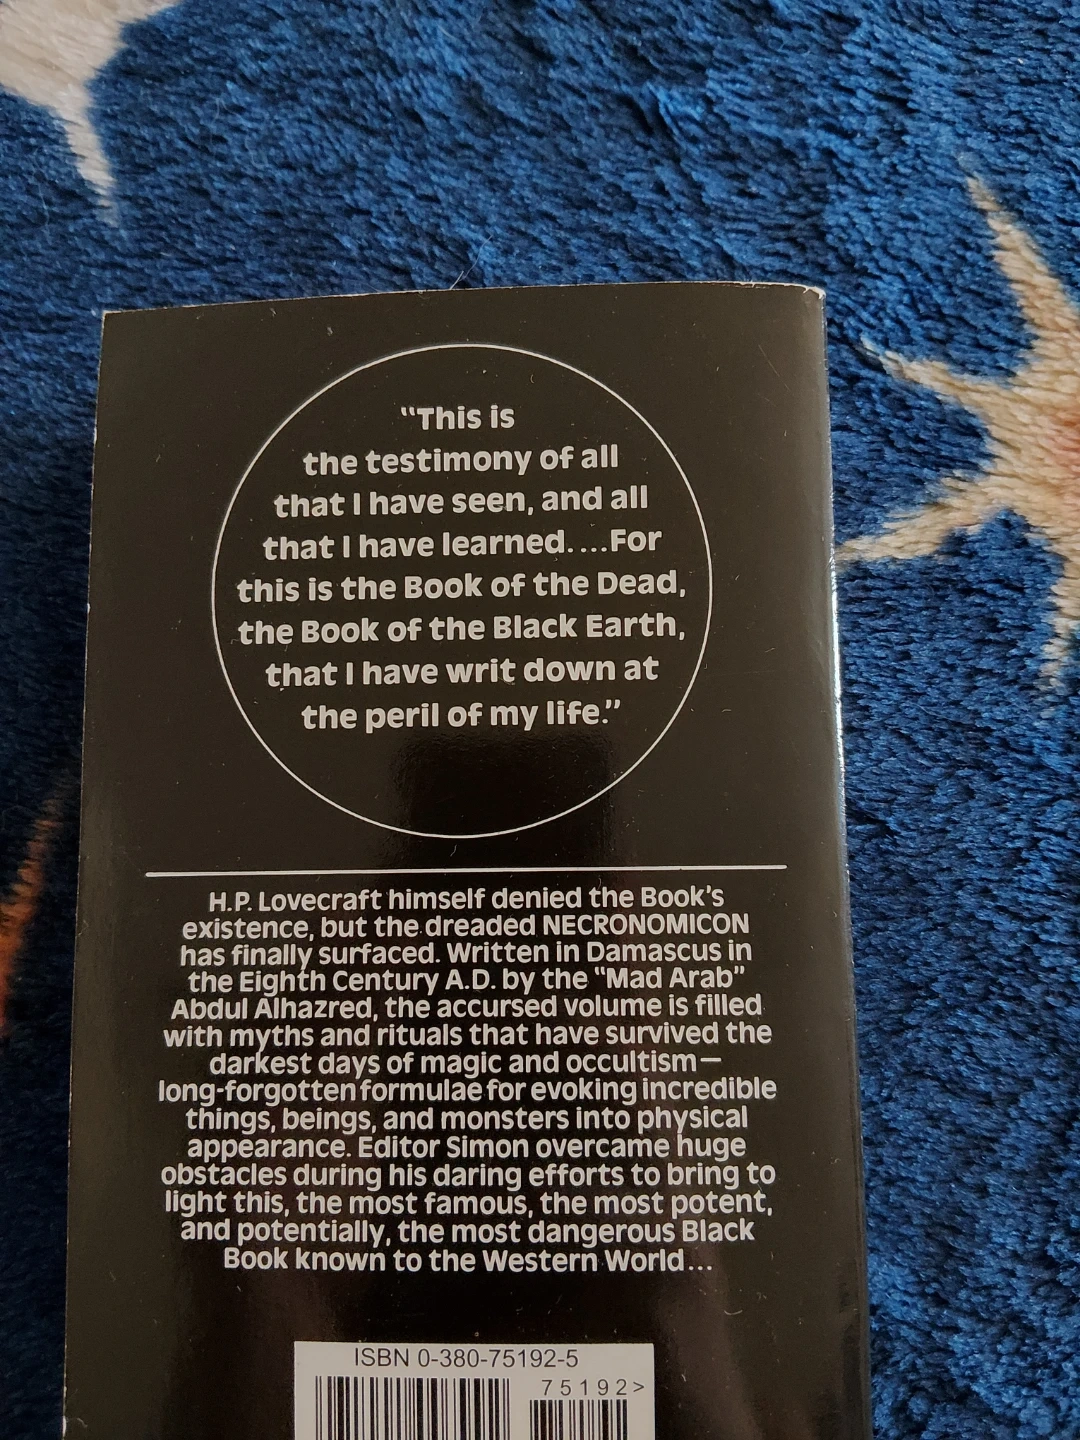 "This is
the testimony of all
that I have seen, and all
that I have learned....For
this is the Book of the Dead,
the Book of the Black Earth,
that I have writ down at
the peril of my life."
H.P. Lovecraft himself denied the Book's
existence, but the dreaded NECRONOMICON
has finally surfaced. Written in Damascus in
the Eighth Century A.D. by the "Mad Arab"
Abdul Alhazred, the accursed volume is filled
with myths and rituals that have survived the
darkest days of magic and occultism—
long-forgotten formulae for evoking incredible
things, beings, and monsters into physical
appearance. Editor Simon overcame huge
obstacles during his daring efforts to bring to
light this, the most famous, the most potent,
and potentially, the most dangerous Black
Book known to the Western World...
ISBN 0-380-75192-5
75192>